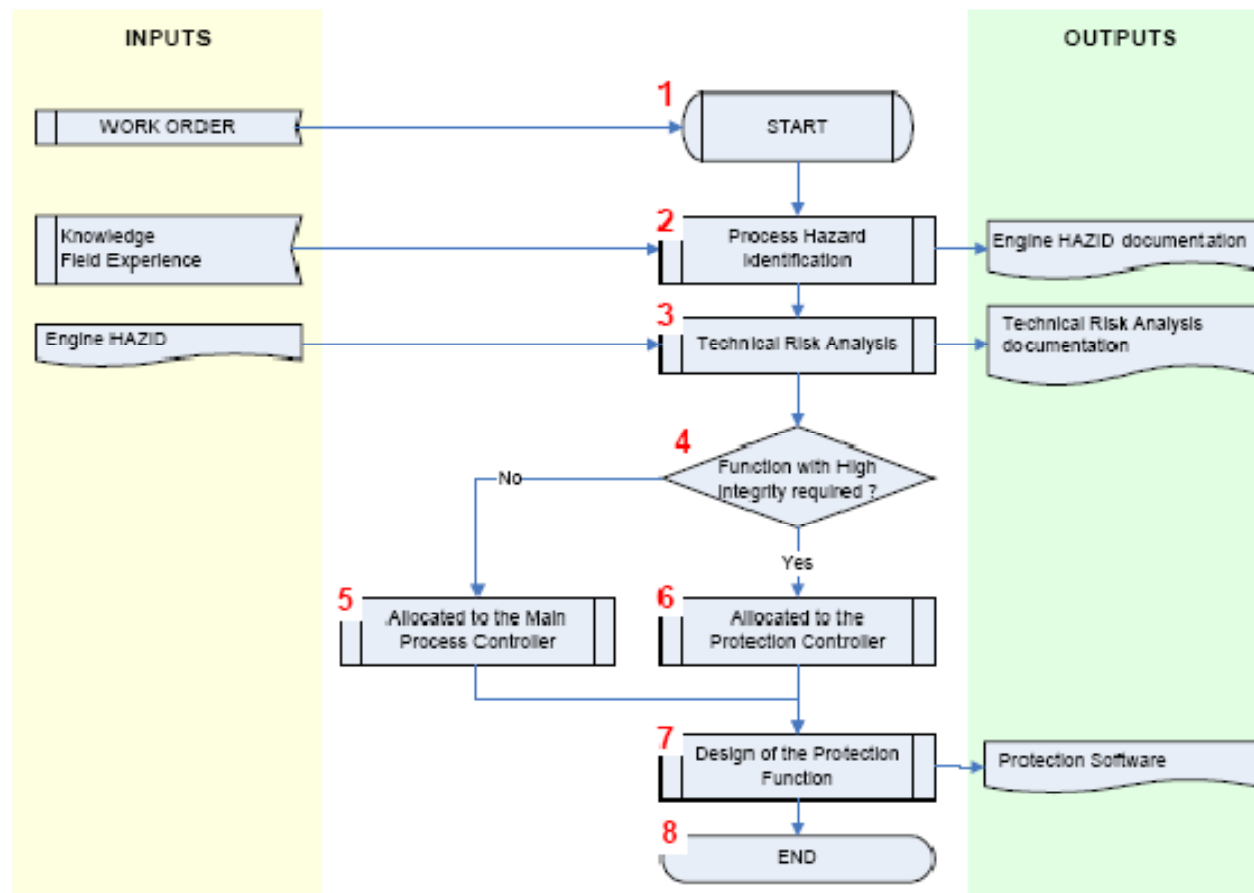 INPUTS
OUTPUTS
1
WORK ORDER
START
2
Knowledge
Field Experience
Process Hazard
Identification
Engine HAZID documentation
3
Engine HAZID
Technical Risk Analysis
Technical Risk Analysis
documentation
4
Function with High
Integrity required ?
No
Yes
5
Allocated to the Main
Process Controller
6
Allocated to the
Protection Controller
7
Design of the Protection
Function
Protection Software
8
END